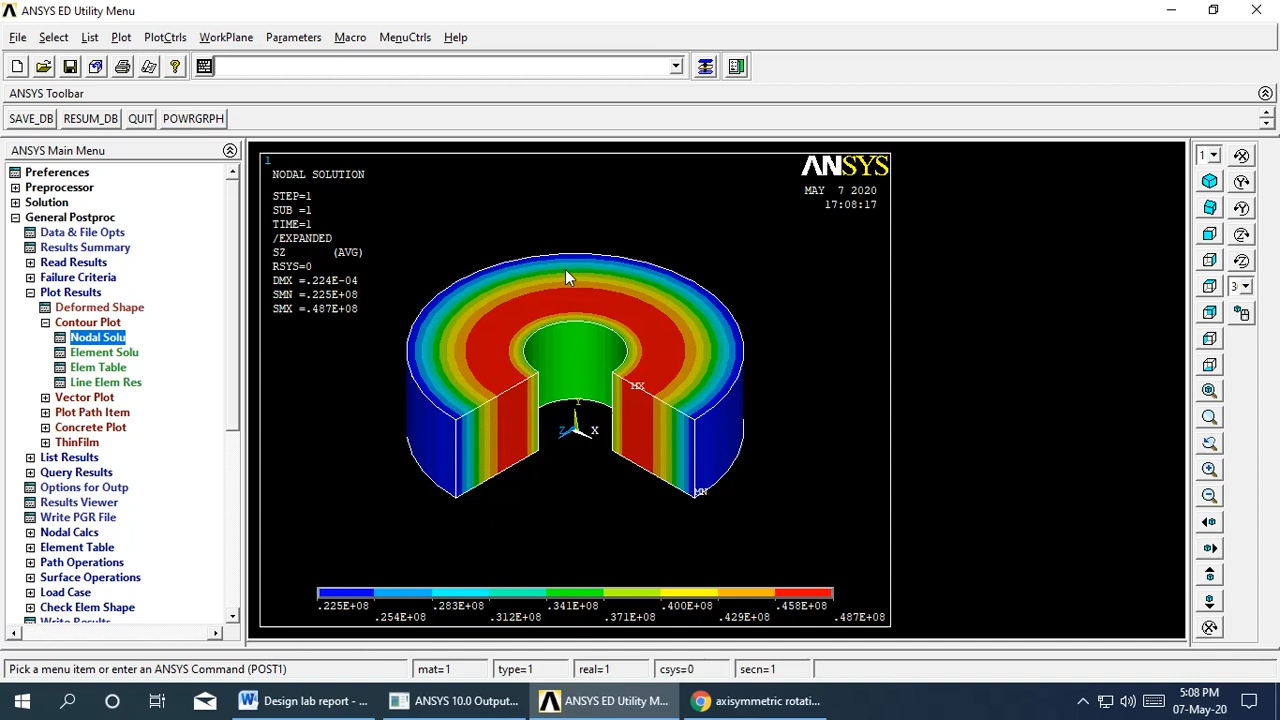 ANSYS ED Utility Menu
File Select List Plot PlotCtrls WorkPlane Parameters Macro MenuCtrls Help
ANSYS Toolbar
SAVE_DB RESUM_DB QUIT POWRGRPH
ANSYS Main Menu
Preferences
Preprocessor
Solution
General Postproc
Data & File Opts
Results Summary
Read Results
Failure Criteria
Plot Results
Deformed Shape
Contour Plot
Nodal Solu
Element Solu
Elem Table
Line Elem Res
Vector Plot
Plot Path Item
Concrete Plot
ThinFilm
List Results
Query Results
Options for Outp
Results Viewer
Write PGR File
Nodal Calcs
Element Table
Path Operations
Surface Operations
Load Case
Check Elem Shape
Write Results
1
NODAL SOLUTION
STEP=1
SUB =1
TIME=1
/EXPANDED
SZ (AVG)
RSYS=0
DMX =.224E-04
SMN =.225E+08
SMX =.487E+08
ANSYS
MAY 7 2020
17:08:17
MX
Y
Z X
MN
.225E+08 .283E+08 .341E+08 .400E+08 .458E+08
.254E+08 .312E+08 .371E+08 .429E+08 .487E+08
1
3
Pick a menu item or enter an ANSYS Command (POST1) mat=1 type=1 real=1 csys=0 secn=1
Design lab report - ... ANSYS 10.0 Output... ANSYS ED Utility M... axisymmetric rotati... 5:08 PM
07-May-20